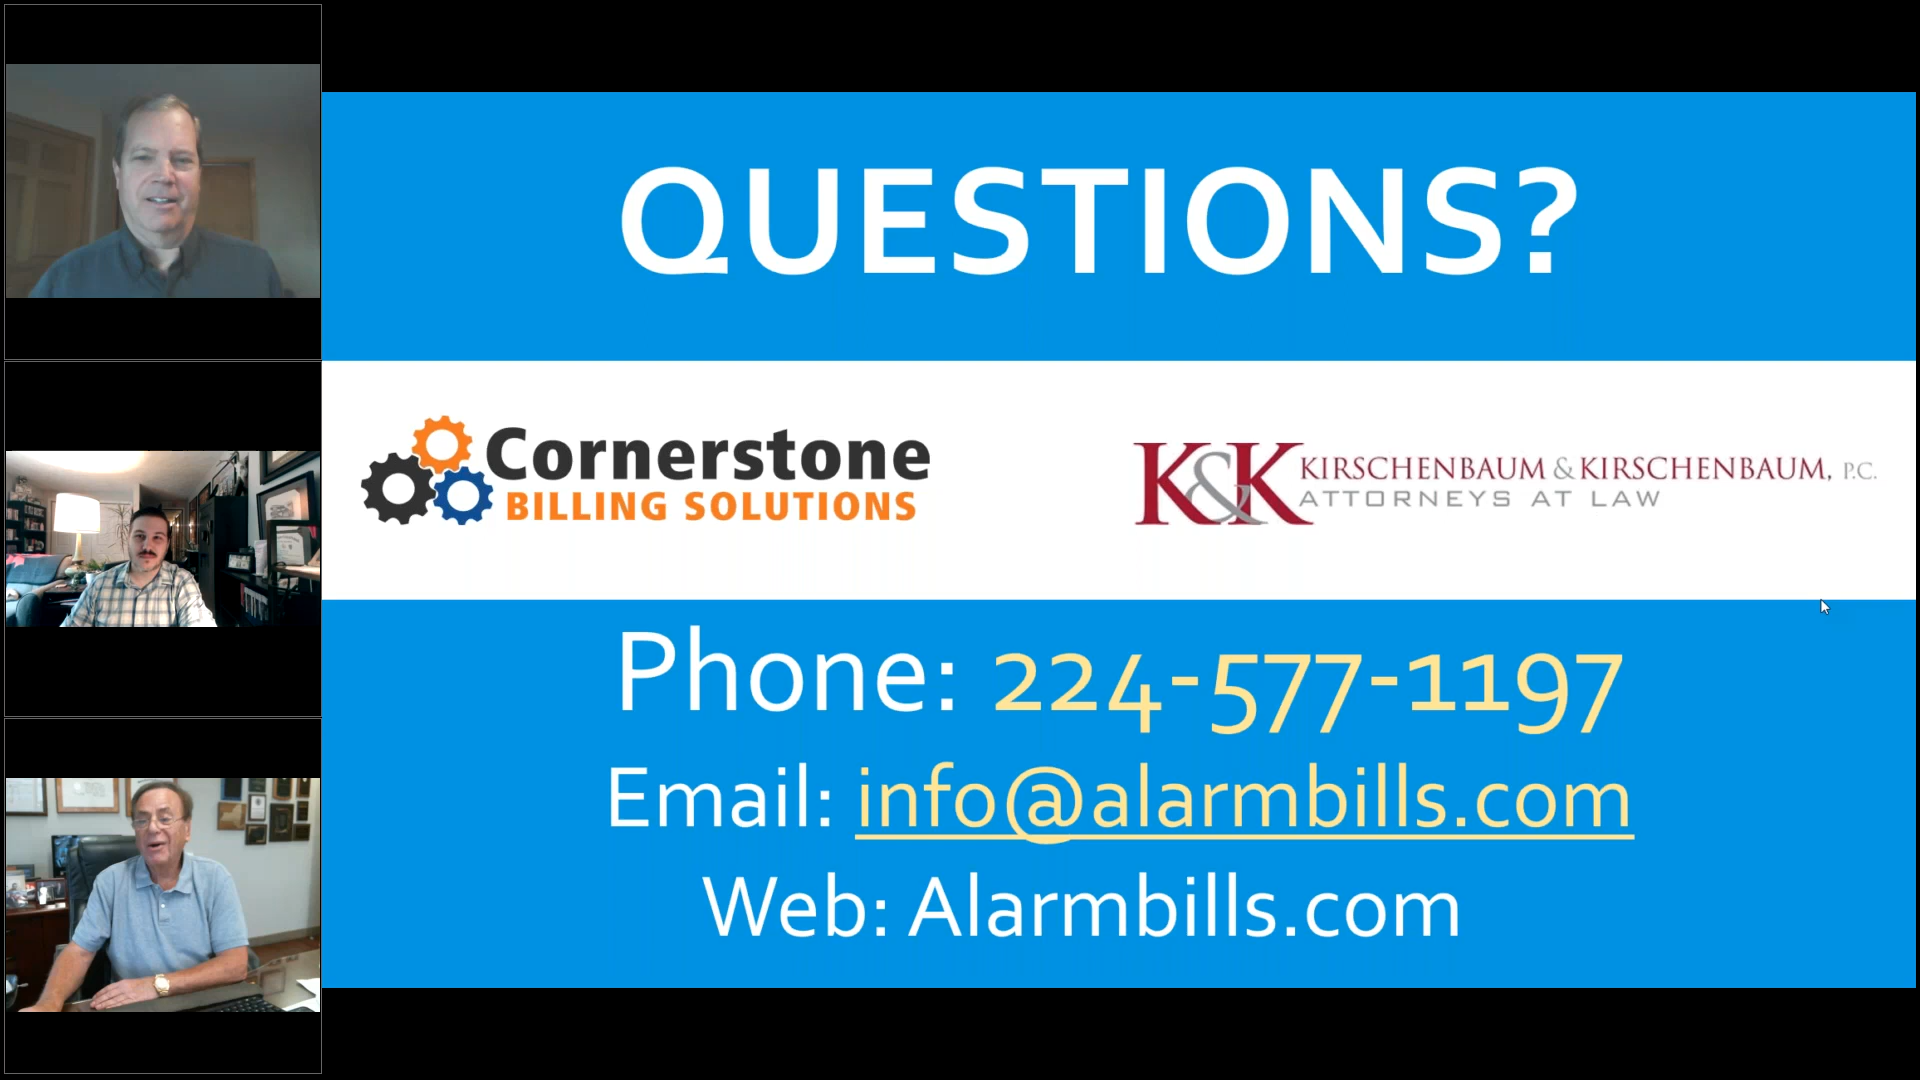 QUESTIONS?
Cornerstone
BILLING SOLUTIONS
K&K KIRSCHENBAUM & KIRSCHENBAUM, P.C.
ATTORNEYS AT LAW
Phone: 224-577-1197
Email: info@alarmbills.com
Web: Alarmbills.com